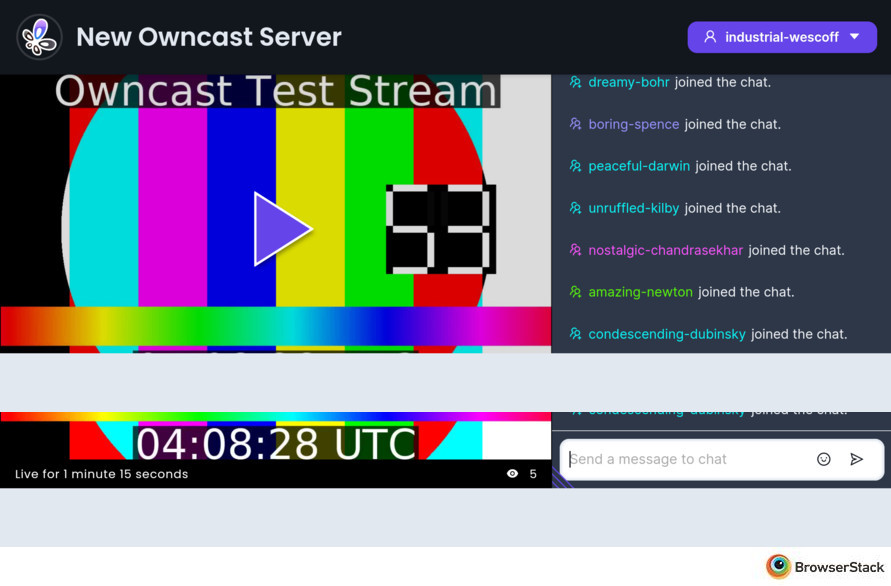 New Owncast Server
industrial-wescoff
Owncast Test Stream
59
dreamy-bohr joined the chat.
boring-spence joined the chat.
peaceful-darwin joined the chat.
unruffled-kilby joined the chat.
nostalgic-chandrasekhar joined the chat.
amazing-newton joined the chat.
condescending-dubinsky joined the chat.
condescending-dubinsky joined the chat.
04:08:28 UTC
Send a message to chat
Live for 1 minute 15 seconds
5
BrowserStack